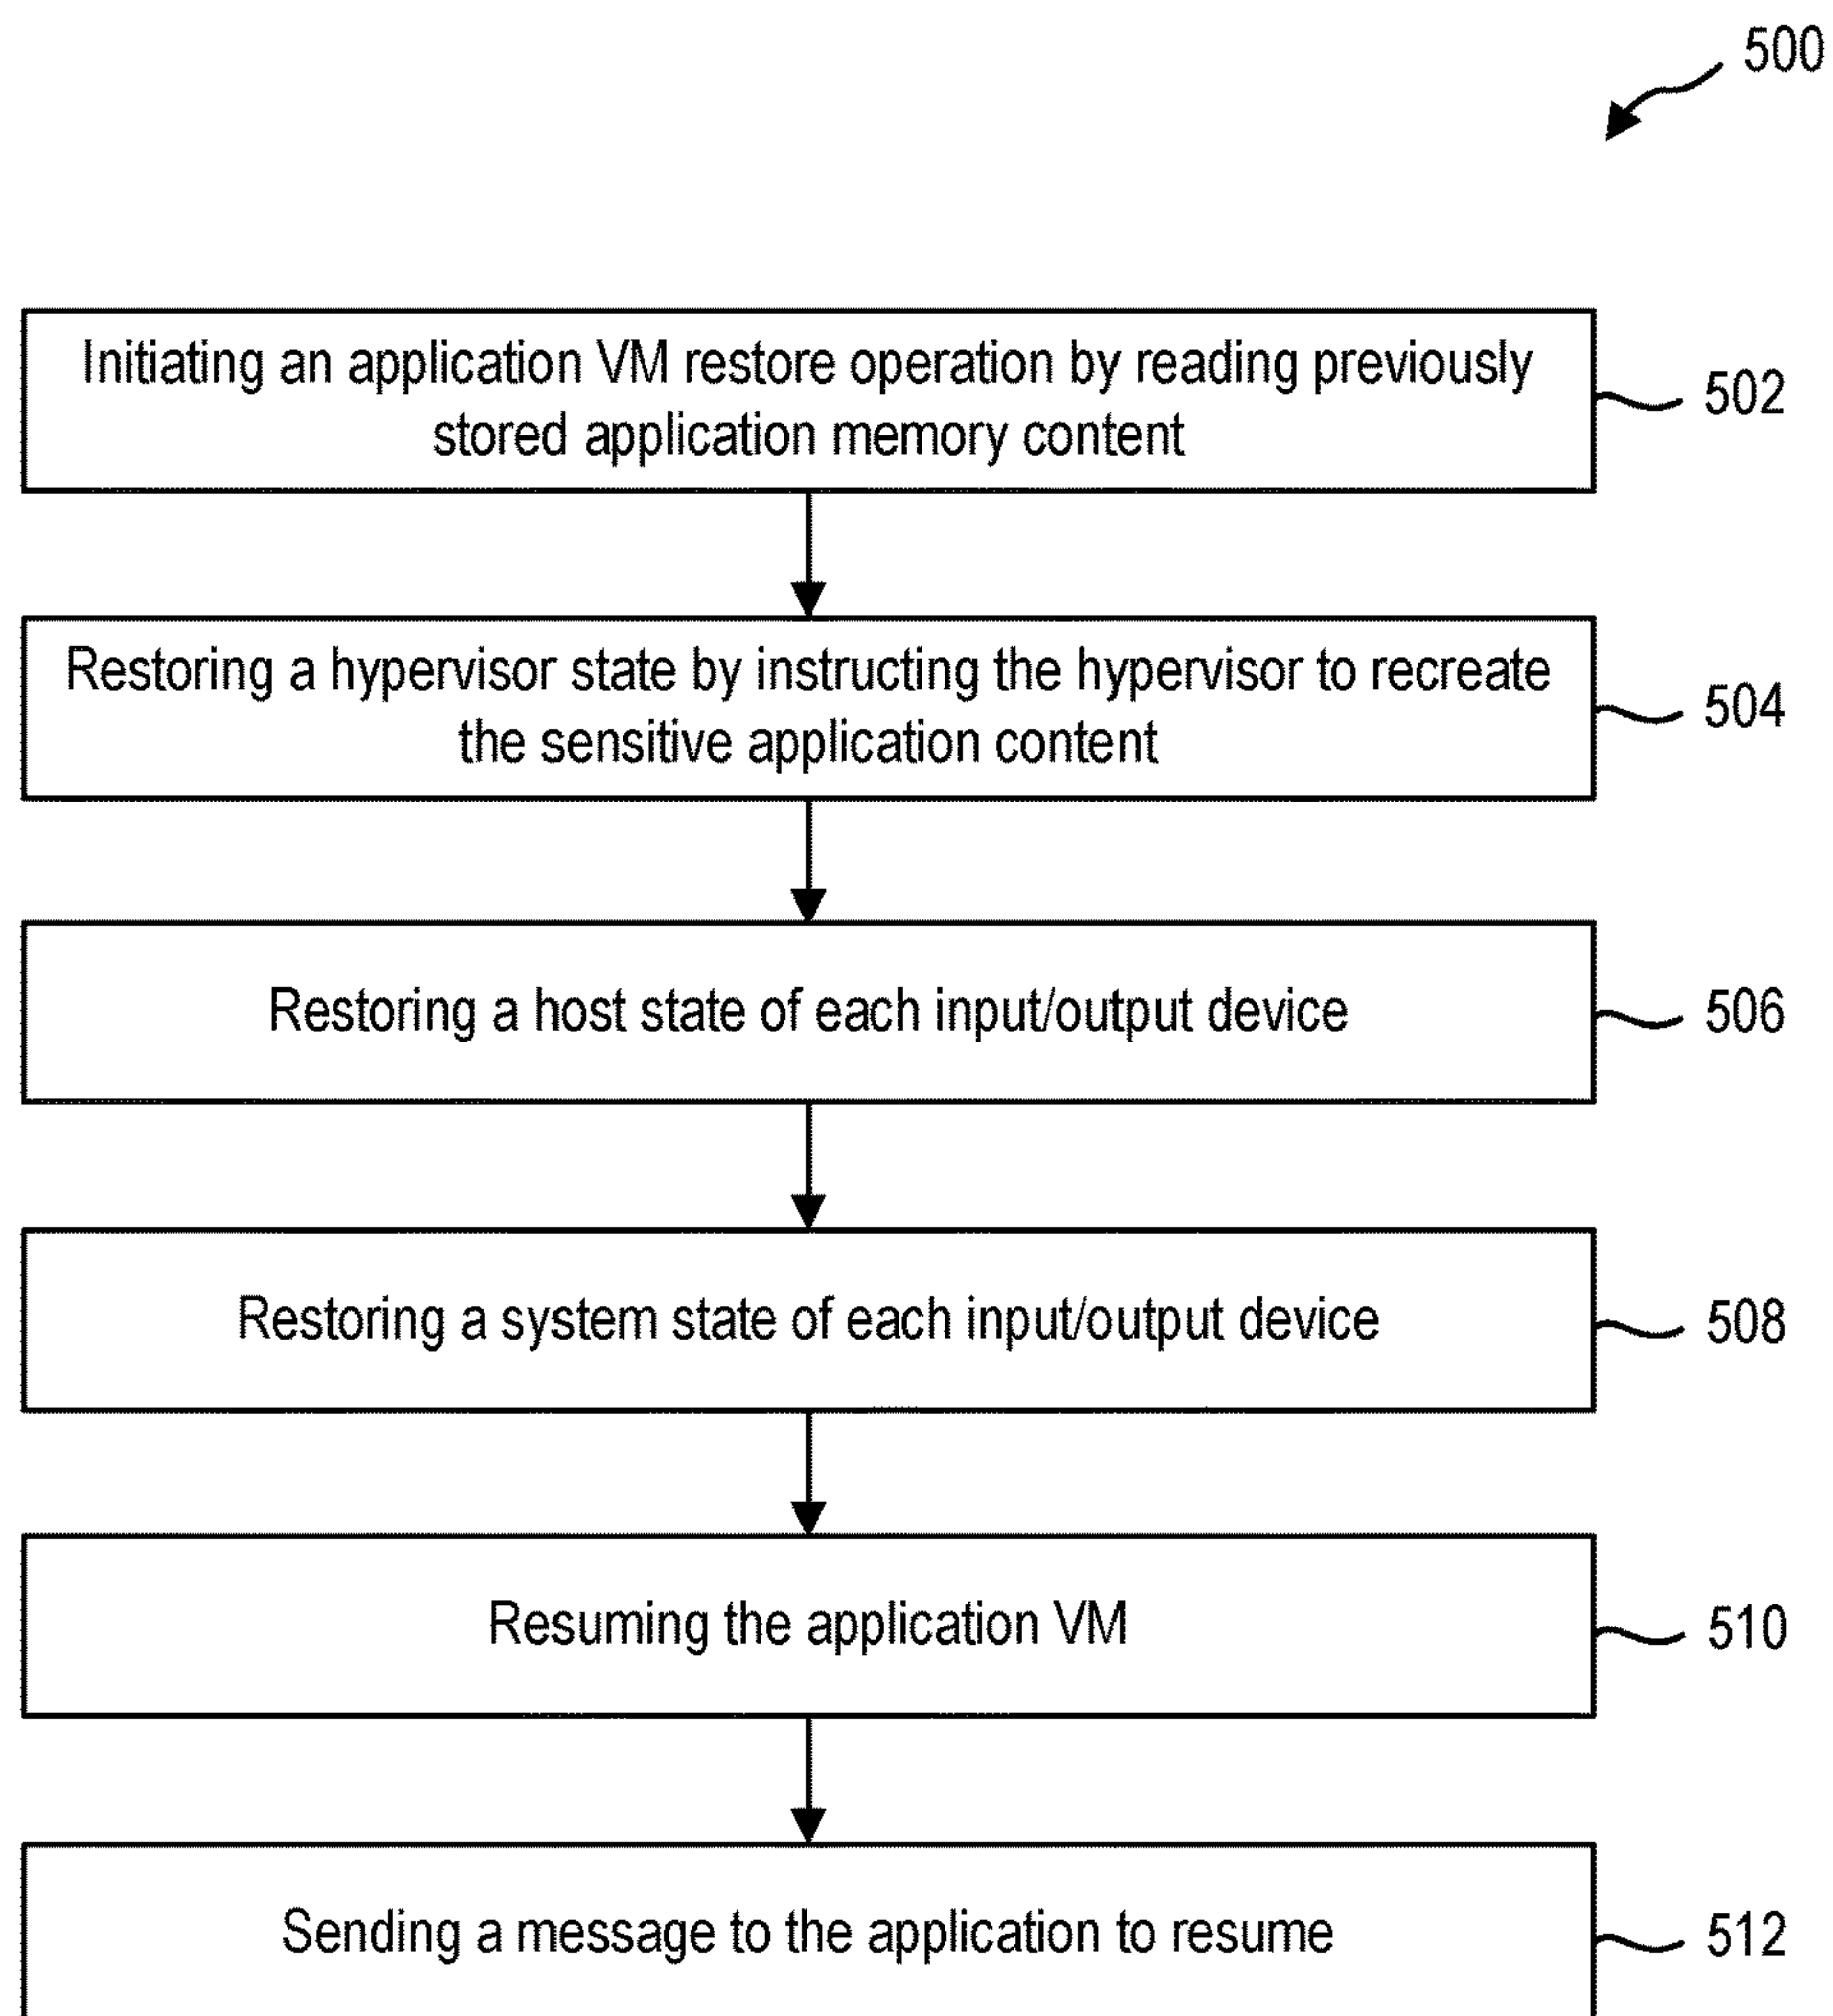 500
Initiating an application VM restore operation by reading previously
stored application memory content
502
Restoring a hypervisor state by instructing the hypervisor to recreate
the sensitive application content
504
Restoring a host state of each input/output device
506
Restoring a system state of each input/output device
508
Resuming the application VM
510
Sending a message to the application to resume
512